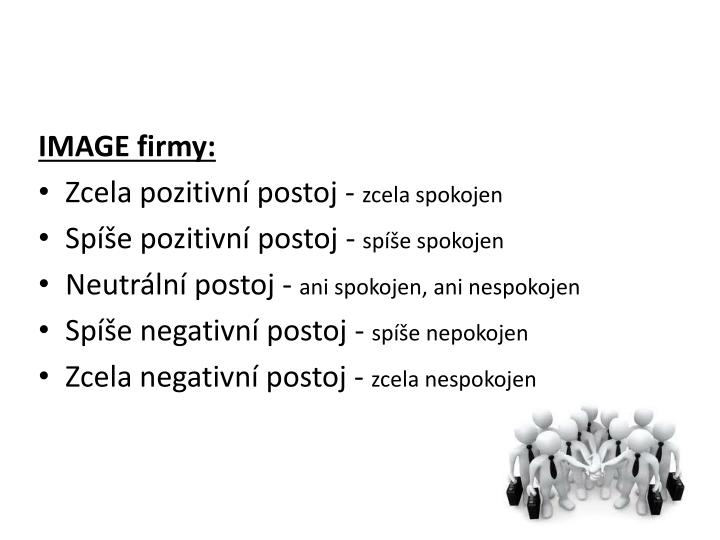 IMAGE firmy:
• Zcela pozitivní postoj - zcela spokojen
• Spíše pozitivní postoj - spíše spokojen
• Neutrální postoj - ani spokojen, ani nespokojen
• Spíše negativní postoj - spíše nepokojen
• Zcela negativní postoj - zcela nespokojen